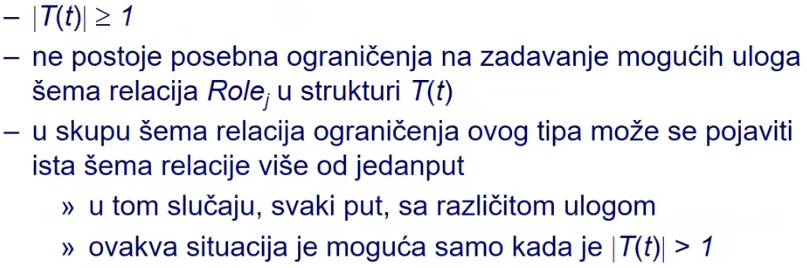 – |T(t)| ≥ 1
– ne postoje posebna ograničenja na zadavanje mogućih uloga
šema relacija Rolej u strukturi T(t)
– u skupu šema relacija ograničenja ovog tipa može se pojaviti
ista šema relacije više od jedanput
» u tom slučaju, svaki put, sa različitom ulogom
» ovakva situacija je moguća samo kada je |T(t)| > 1